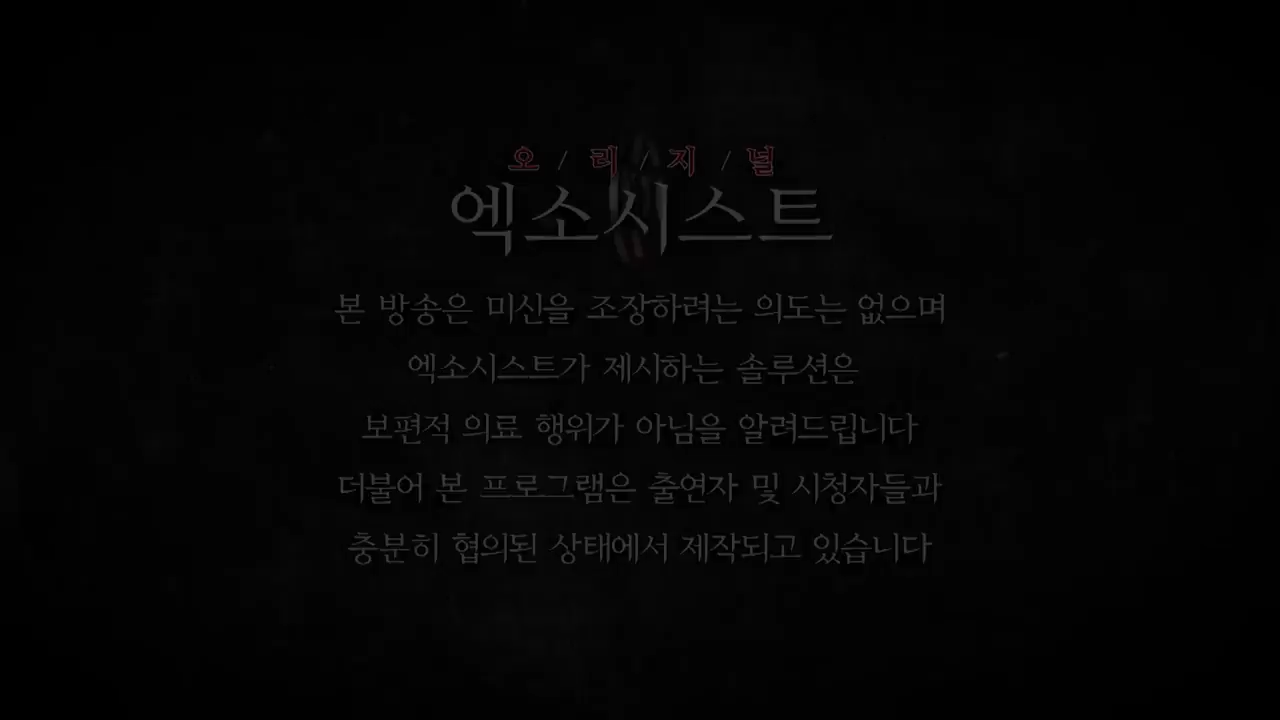 오/리/지/널
엑소시스트
본 방송은 미신을 조장하려는 의도는 없으며
엑소시스트가 제시하는 솔루션은
보편적 의료 행위가 아님을 알려드립니다
더불어 본 프로그램은 출연자 및 시청자들과
충분히 협의된 상태에서 제작되고 있습니다